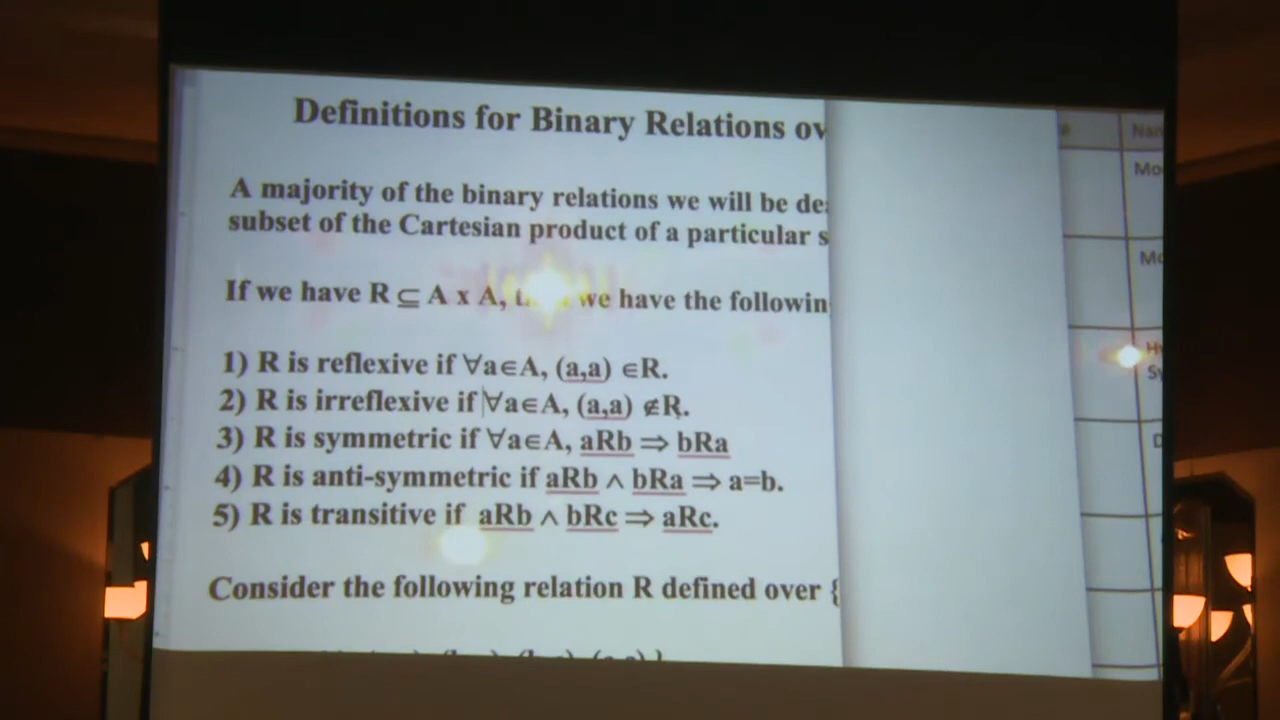 Definitions for Binary Relations ov
A majority of the binary relations we will be de
subset of the Cartesian product of a particular s
If we have R ⊆ A x A, we have the followin
1) R is reflexive if ∀a∈A, (a,a) ∈R.
2) R is irreflexive if ∀a∈A, (a,a) ∉R.
3) R is symmetric if ∀a∈A, aRb ⇒ bRa
4) R is anti-symmetric if aRb ∧ bRa ⇒ a=b.
5) R is transitive if aRb ∧ bRc ⇒ aRc.
Consider the following relation R defined over {
Nam
Mo
Mo